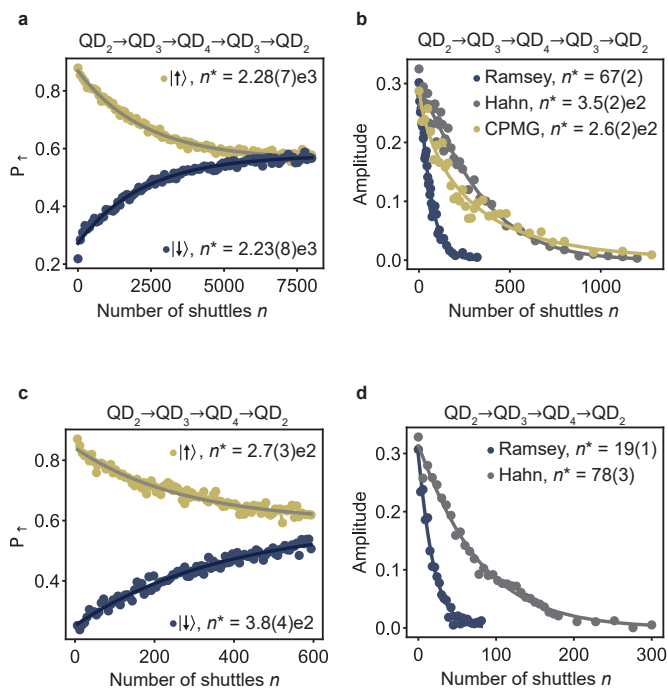 a
QD₂→QD₃→QD₄→QD₃→QD₂
|↑⟩, n* = 2.28(7)e3
|↓⟩, n* = 2.23(8)e3
P↑
0.8
0.6
0.4
0.2
0
2500
5000
7500
Number of shuttles n
b
QD₂→QD₃→QD₄→QD₃→QD₂
Ramsey, n* = 67(2)
Hahn, n* = 3.5(2)e2
CPMG, n* = 2.6(2)e2
Amplitude
0.3
0.2
0.1
0.0
0
500
1000
Number of shuttles n
c
QD₂→QD₃→QD₄→QD₂
|↑⟩, n* = 2.7(3)e2
|↓⟩, n* = 3.8(4)e2
P↑
0.8
0.6
0.4
0
200
400
600
Number of shuttles n
d
QD₂→QD₃→QD₄→QD₂
Ramsey, n* = 19(1)
Hahn, n* = 78(3)
Amplitude
0.3
0.2
0.1
0.0
0
100
200
300
Number of shuttles n